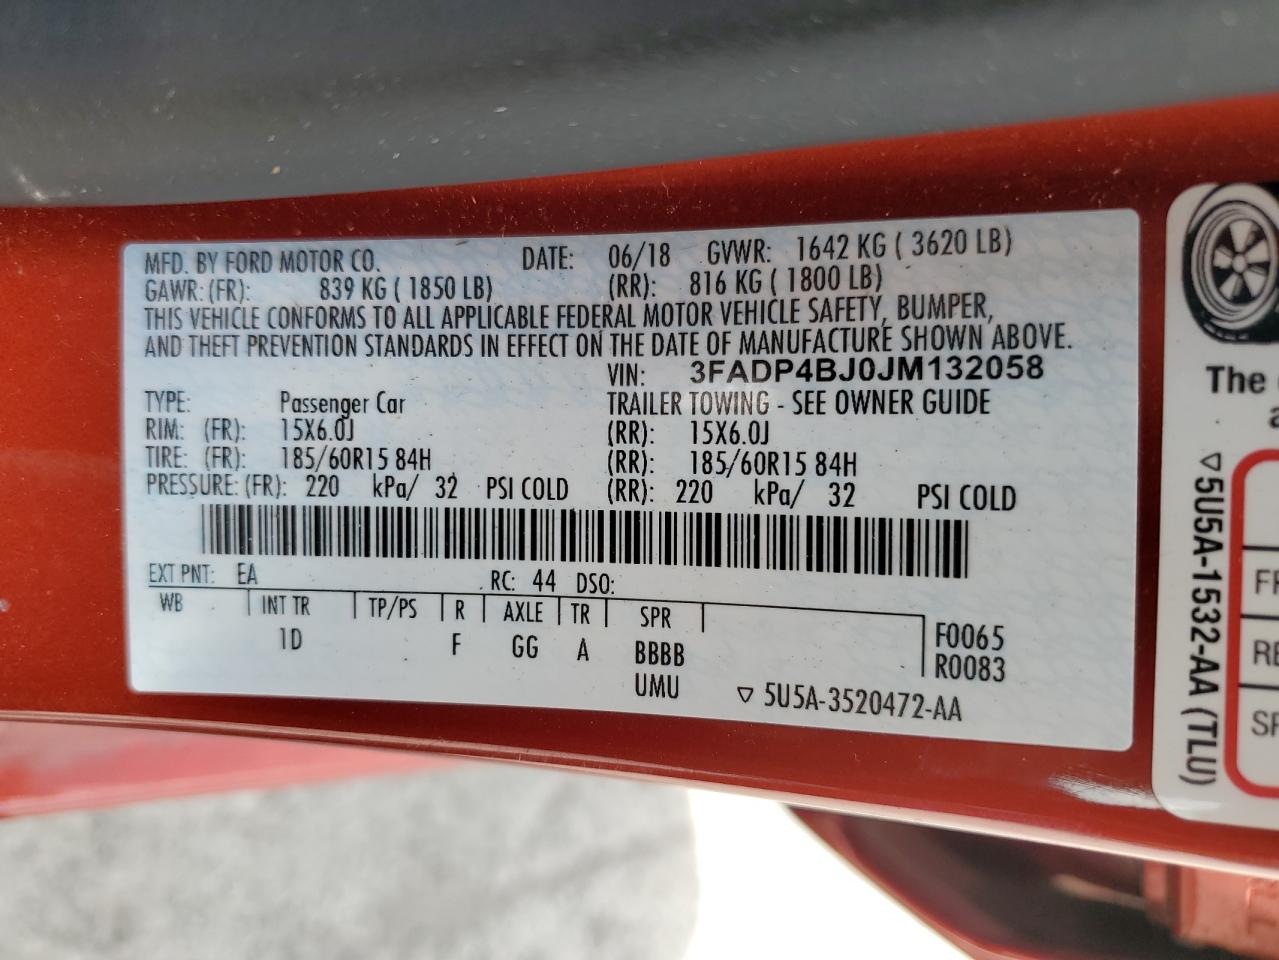 MFD. BY FORD MOTOR CO. DATE: 06/18 GVWR: 1642 KG ( 3620 LB)
GAWR: (FR): 839 KG ( 1850 LB) (RR): 816 KG ( 1800 LB)
THIS VEHICLE CONFORMS TO ALL APPLICABLE FEDERAL MOTOR VEHICLE SAFETY, BUMPER,
AND THEFT PREVENTION STANDARDS IN EFFECT ON THE DATE OF MANUFACTURE SHOWN ABOVE.
VIN: 3FADP4BJ0JM132058
TYPE: Passenger Car TRAILER TOWING - SEE OWNER GUIDE
RIM: (FR): 15X6.0J (RR): 15X6.0J
TIRE: (FR): 185/60R15 84H (RR): 185/60R15 84H
PRESSURE: (FR): 220 kPa/ 32 PSI COLD (RR): 220 kPa/ 32 PSI COLD
EXT PNT: EA RC: 44 DSO:
WB INT TR TP/PS R AXLE TR SPR F0065
1D F GG A BBBB R0083
UMU ▽ 5U5A-3520472-AA
The
▽5U5A-1532-AA (TLU)